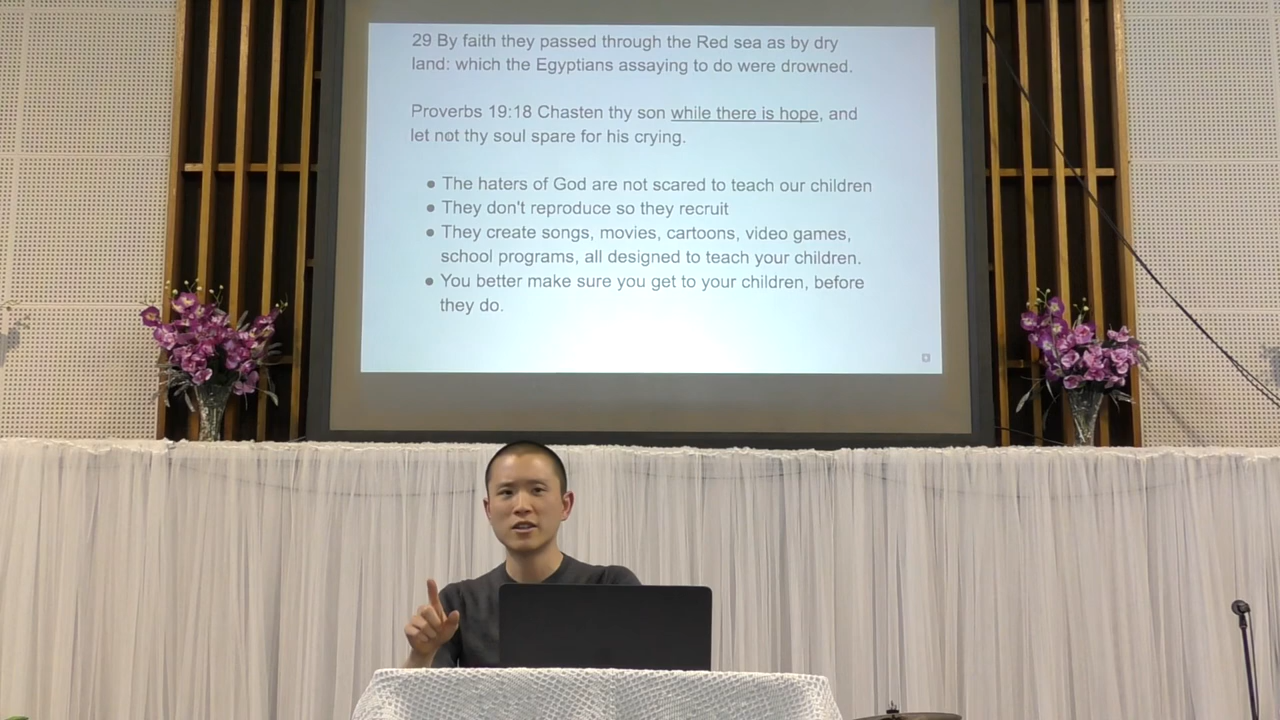 29 By faith they passed through the Red sea as by dry
land: which the Egyptians assaying to do were drowned.
Proverbs 19:18 Chasten thy son while there is hope, and
let not thy soul spare for his crying.
● The haters of God are not scared to teach our children
● They don't reproduce so they recruit
● They create songs, movies, cartoons, video games,
school programs, all designed to teach your children.
● You better make sure you get to your children, before
they do.